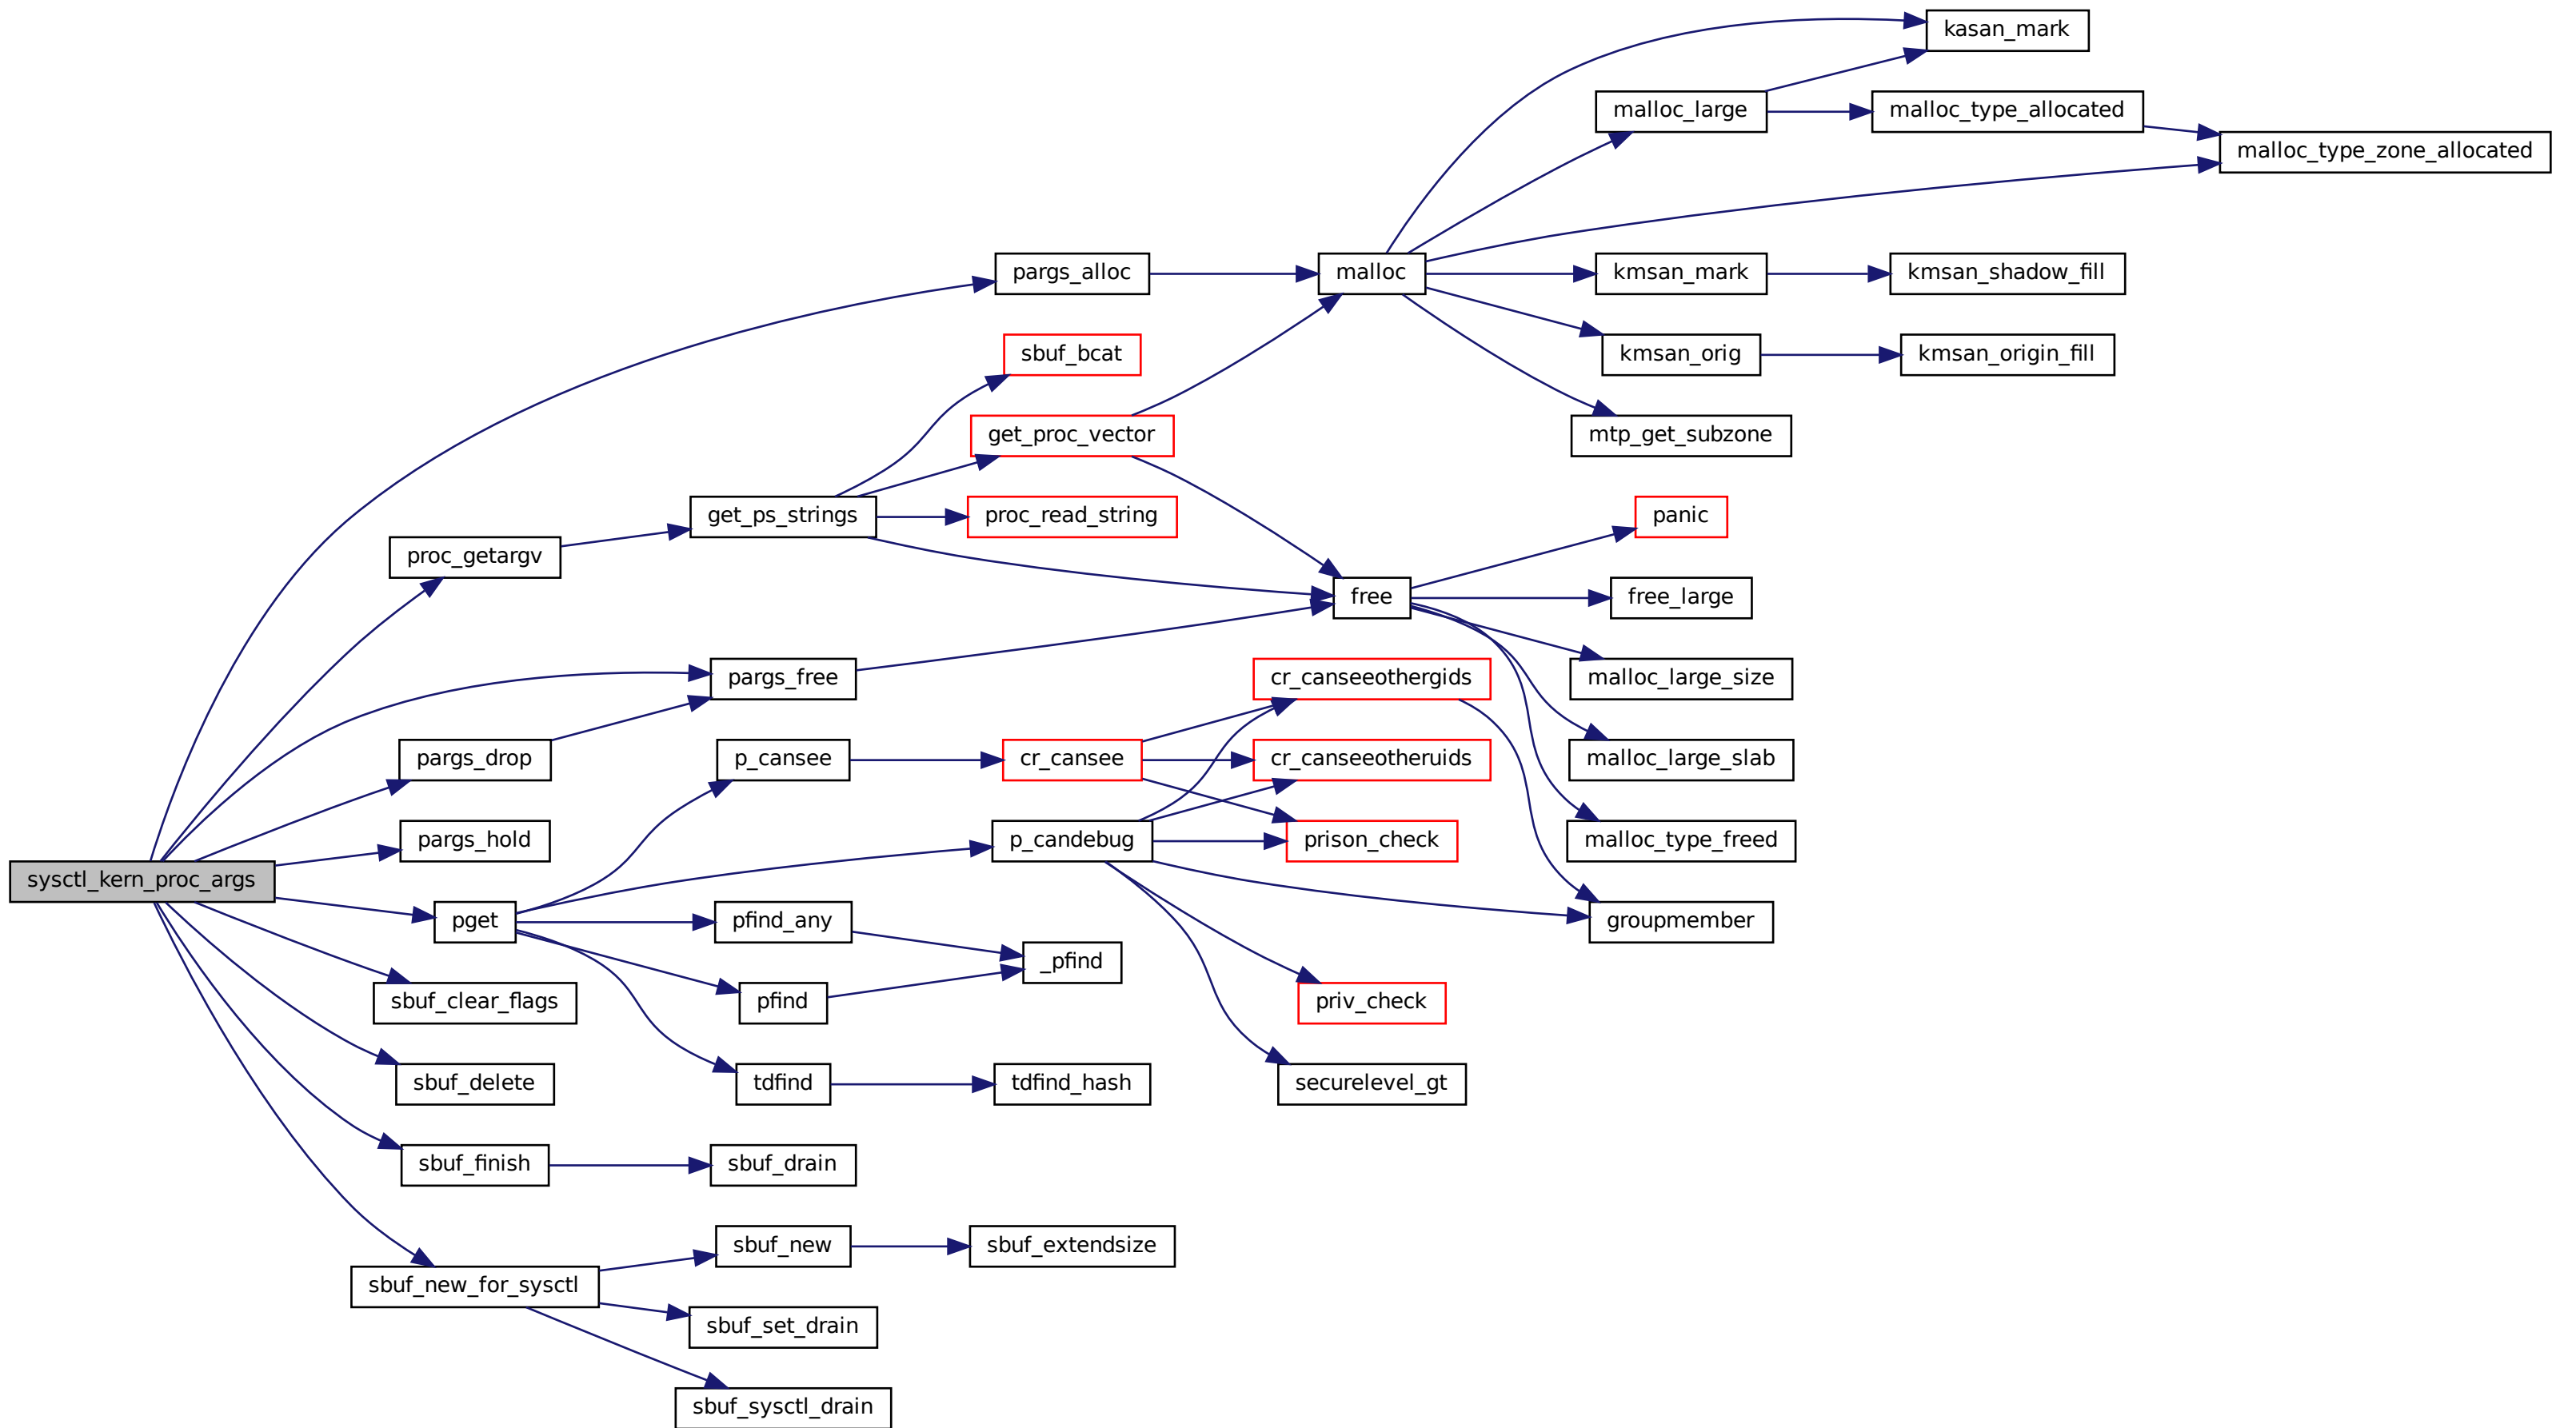 kasan_mark
malloc_large
malloc_type_allocated
malloc_type_zone_allocated
pargs_alloc
malloc
kmsan_mark
kmsan_shadow_fill
sbuf_bcat
kmsan_orig
kmsan_origin_fill
get_proc_vector
mtp_get_subzone
get_ps_strings
proc_read_string
panic
proc_getargv
free
free_large
pargs_free
cr_canseeothergids
malloc_large_size
pargs_drop
p_cansee
cr_cansee
cr_canseeotheruids
malloc_large_slab
pargs_hold
p_candebug
prison_check
malloc_type_freed
sysctl_kern_proc_args
pget
pfind_any
groupmember
_pfind
sbuf_clear_flags
pfind
priv_check
sbuf_delete
tdfind
tdfind_hash
securelevel_gt
sbuf_finish
sbuf_drain
sbuf_new
sbuf_extendsize
sbuf_new_for_sysctl
sbuf_set_drain
sbuf_sysctl_drain